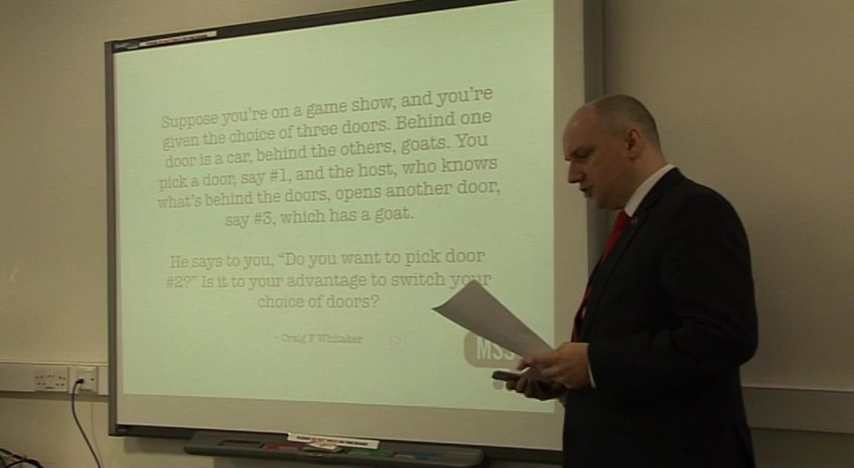 Suppose you're on a game show, and you're
given the choice of three doors. Behind one
door is a car, behind the others, goats. You
pick a door, say #1, and the host, who knows
what's behind the doors, opens another door,
say #3, which has a goat.
He says to you, "Do you want to pick door
#2?" Is it to your advantage to switch your
choice of doors?
-Craig F Whitaker
MSS